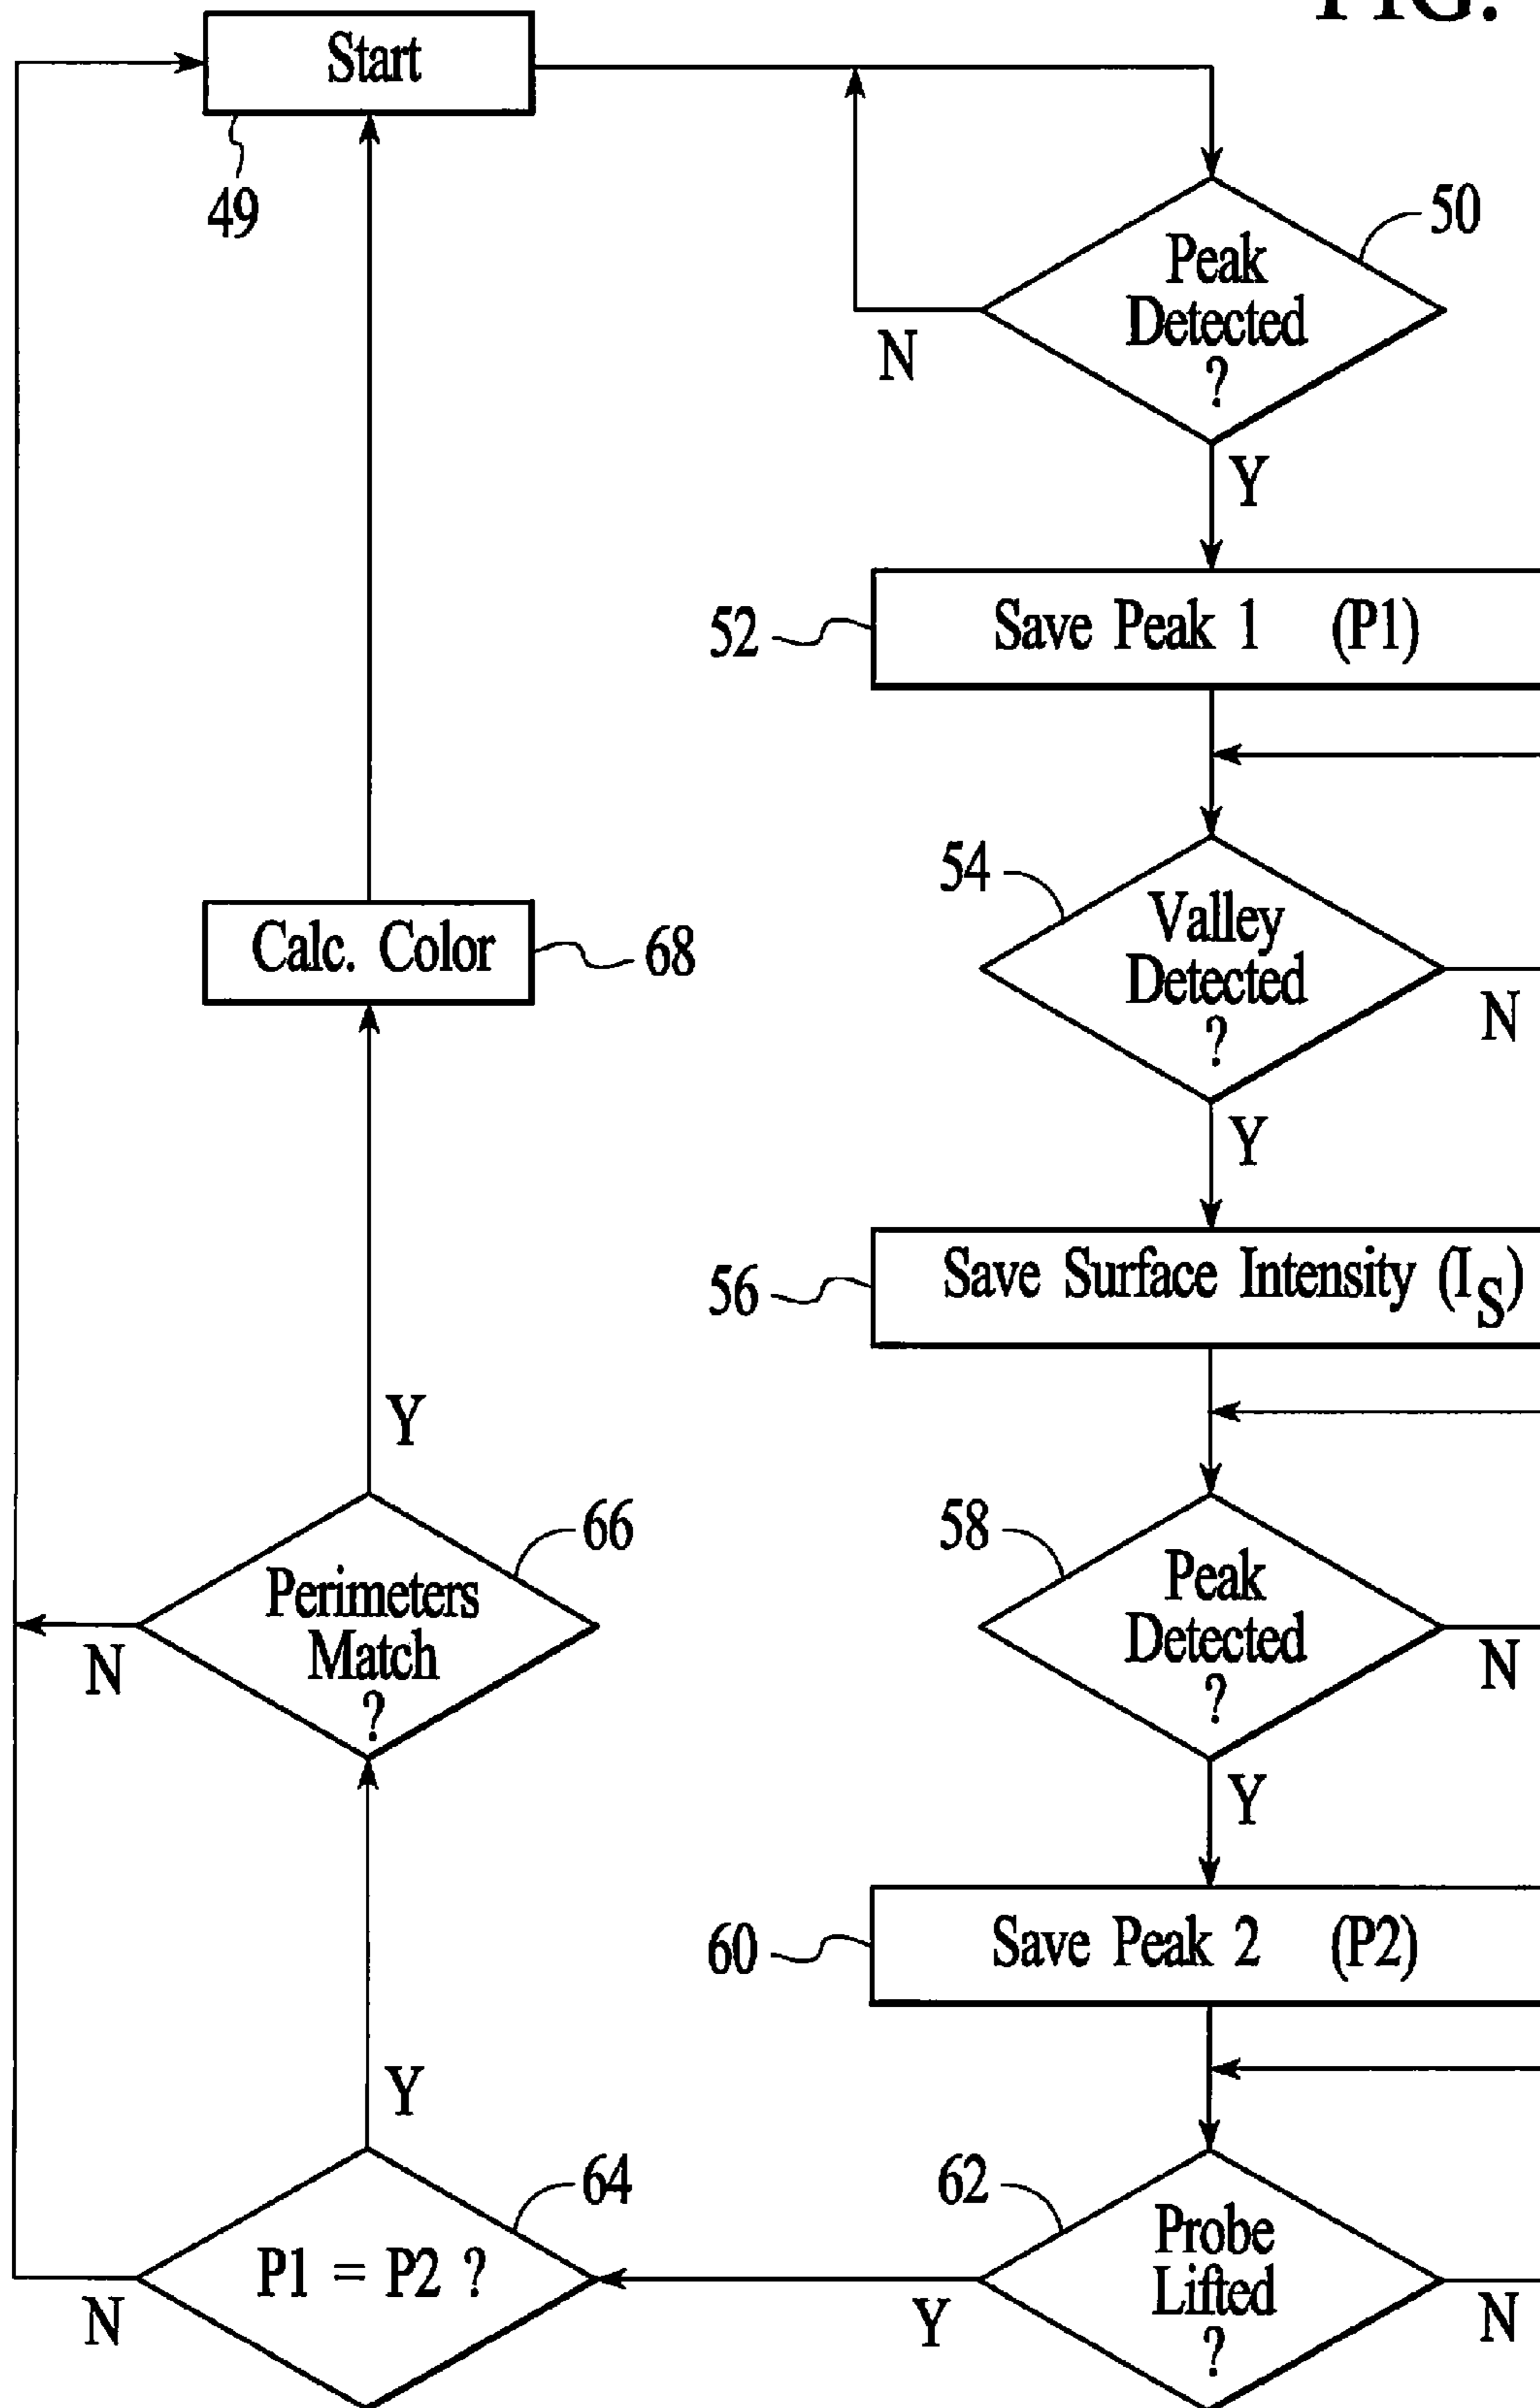 FIG.
Start
49
Peak
Detected
?
50
N
Y
52
Save Peak 1 (P1)
54
Valley
Detected
?
N
Y
Calc. Color
68
56
Save Surface Intensity (I_S)
Y
58
Peak
Detected
?
N
Y
66
Perimeters
Match
?
N
60
Save Peak 2 (P2)
Y
62
Probe
Lifted
?
N
Y
64
P1 = P2 ?
N